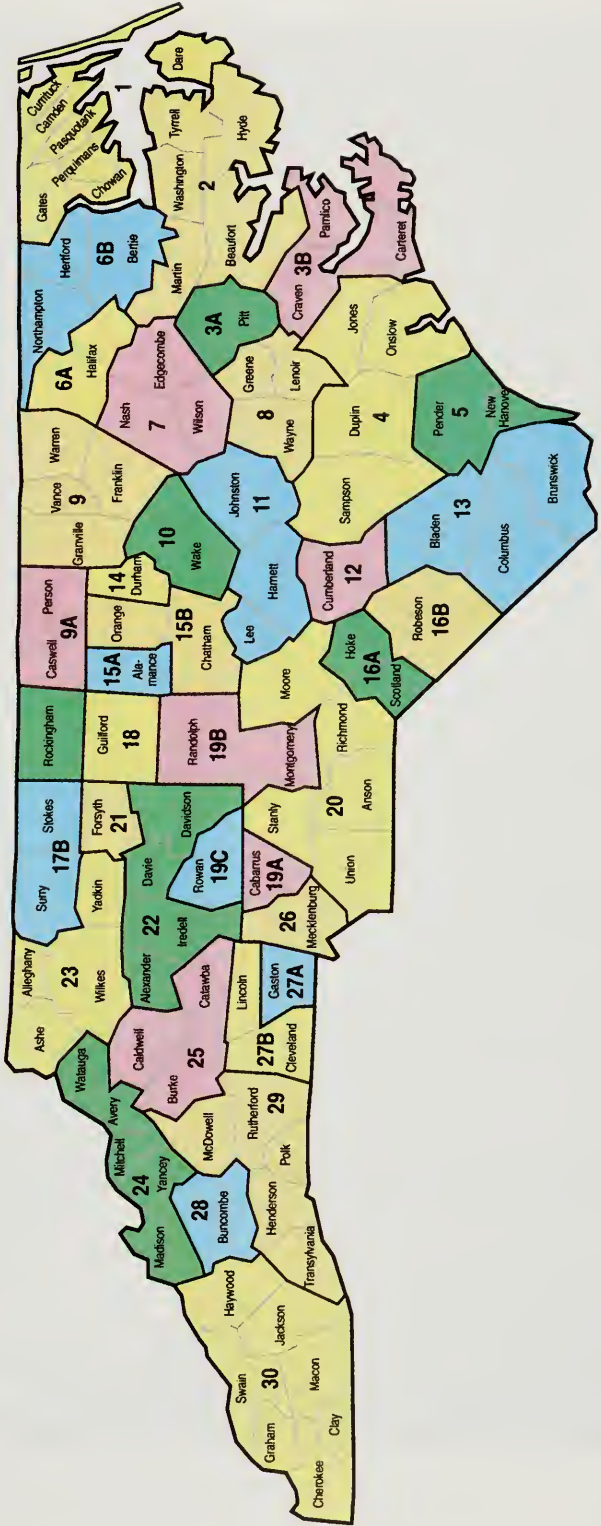 Cherokee
Graham
Clay
Swain
30
Macon
Jackson
Haywood
Transylvania
Madison
28
Buncombe
Henderson
24
Yancey
Mitchell
Avery
Watauga
McDowell
Polk
Rutherford
29
Burke
Caldwell
25
Catawba
27B
Cleveland
Lincoln
Gaston
27A
Ashe
Alleghany
23
Wilkes
Yadkin
Alexander
22
Iredell
Davie
Davidson
26
Mecklenburg
Cabarrus
19A
Rowan
19C
Surry
Stokes
17B
Forsyth
21
Union
Stanly
Anson
20
Richmond
Montgomery
Randolph
19B
Guilford
18
Rockingham
Moore
Caswell
Person
9A
15A
Ala-
mance
Orange
15B
Chatham
14
Durham
Scotland
16A
Hoke
Robeson
16B
Lee
Harnett
Johnston
11
Cumberland
12
10
Wake
Granville
Vance
9
Warren
Franklin
Bladen
13
Columbus
Brunswick
Sampson
Duplin
4
Jones
Onslow
Pender
5
New
Hanover
Wayne
8
Greene
Lenoir
Nash
7
Edgecombe
Wilson
6A
Halifax
Northampton
Hertford
6B
Bertie
3A
Pitt
Craven
3B
Pamlico
Carteret
Martin
Beaufort
Washington
2
Tyrrell
Hyde
Dare
Gates
Chowan
Perquimans
Pasquotank
Camden
Currituck
1